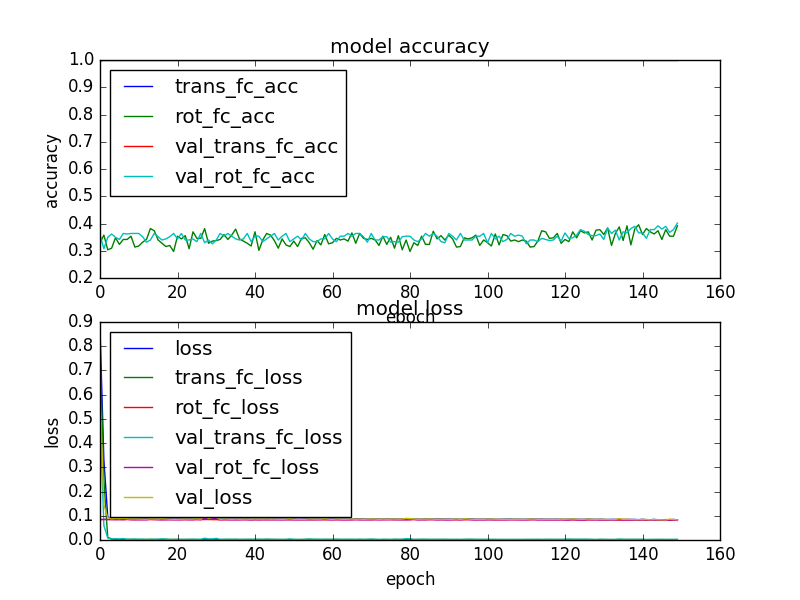 model accuracy
1.0
0.9
0.8
0.7
0.6
0.5
0.4
0.3
0.2
accuracy
trans_fc_acc
rot_fc_acc
val_trans_fc_acc
val_rot_fc_acc
0 20 40 60 80 100 120 140 160
epoch
model loss
0.9
0.8
0.7
0.6
0.5
0.4
0.3
0.2
0.1
0.0
loss
loss
trans_fc_loss
rot_fc_loss
val_trans_fc_loss
val_rot_fc_loss
val_loss
0 20 40 60 80 100 120 140 160
epoch